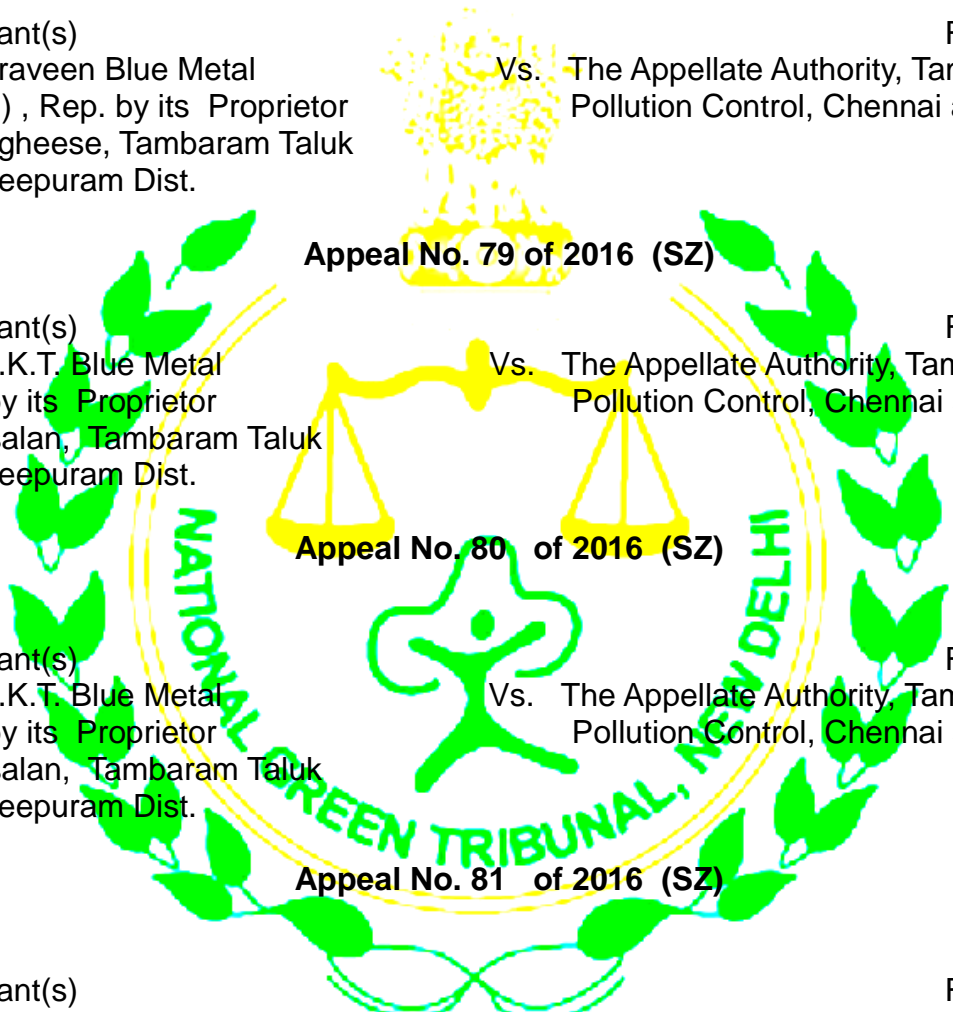 ant(s) F
raveen Blue Metal Vs. The Appellate Authority, Tar
) , Rep. by its Proprietor Pollution Control, Chennai a
gheese, Tambaram Taluk
eepuram Dist.
Appeal No. 79 of 2016 (SZ)
ant(s) F
.K.T. Blue Metal Vs. The Appellate Authority, Tam
by its Proprietor Pollution Control, Chennai
salan, Tambaram Taluk
eepuram Dist.
Appeal No. 80 of 2016 (SZ)
ant(s) F
.K.T. Blue Metal Vs. The Appellate Authority, Tam
by its Proprietor Pollution Control, Chennai
salan, Tambaram Taluk
eepuram Dist.
Appeal No. 81 of 2016 (SZ)
ant(s) F
NATIONAL GREEN TRIBUNAL, NEW DELHI